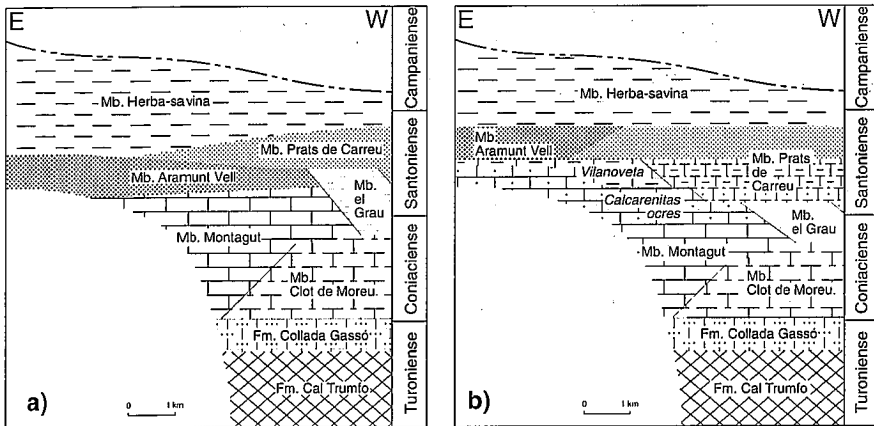 E
W
Mb. Herba-savina
Mb. Prats de Carreu
Mb. Aramunt Vell
Mb.
el Grau
Mb. Montagut
Mb.
Clot de Moreu.
Fm. Collada Gassó
Fm. Cal Trumfo
a)
0 1 km
Campaniense
Santoniense
Coniaciense
Turoniense
E
W
Mb. Herba-savina
Mb.
Aramunt Vell
Vilanoveta
Mb. Prats
de
Carreu
Calcarenitas
ocres
Mb.
el Grau
Mb. Montagut
Mb.
Clot de Moreu.
Fm. Collada Gassó
Fm. Cal Trumfo
b)
0 1 km
Campaniense
Santoniense
Coniaciense
Turoniense